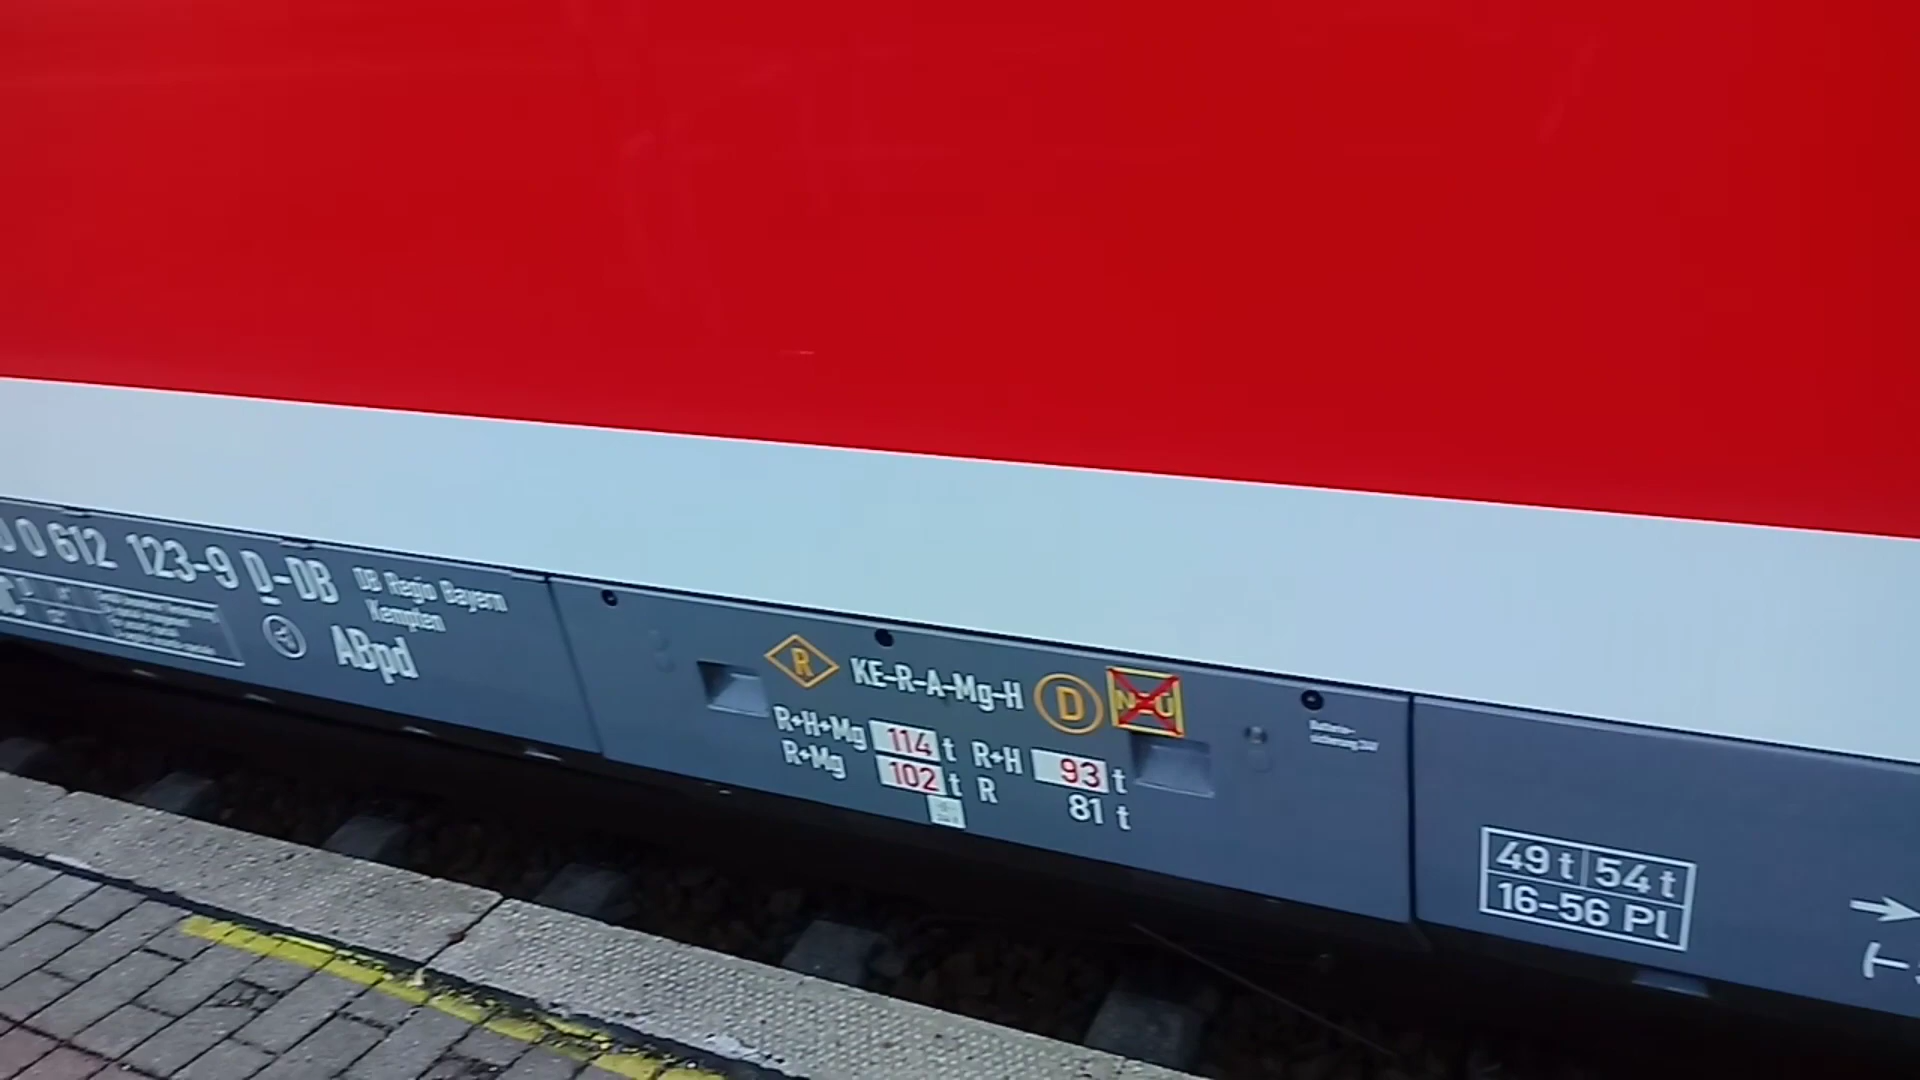 0 612 123-9 D-DB
DB Regio Bayern
Kempten
ABpd
R
KE-R-A-Mg-H
D
NBÜ
R+H+Mg 114 t R+H 93 t
R+Mg 102 t R 81 t
49 t 54 t
16-56 Pl